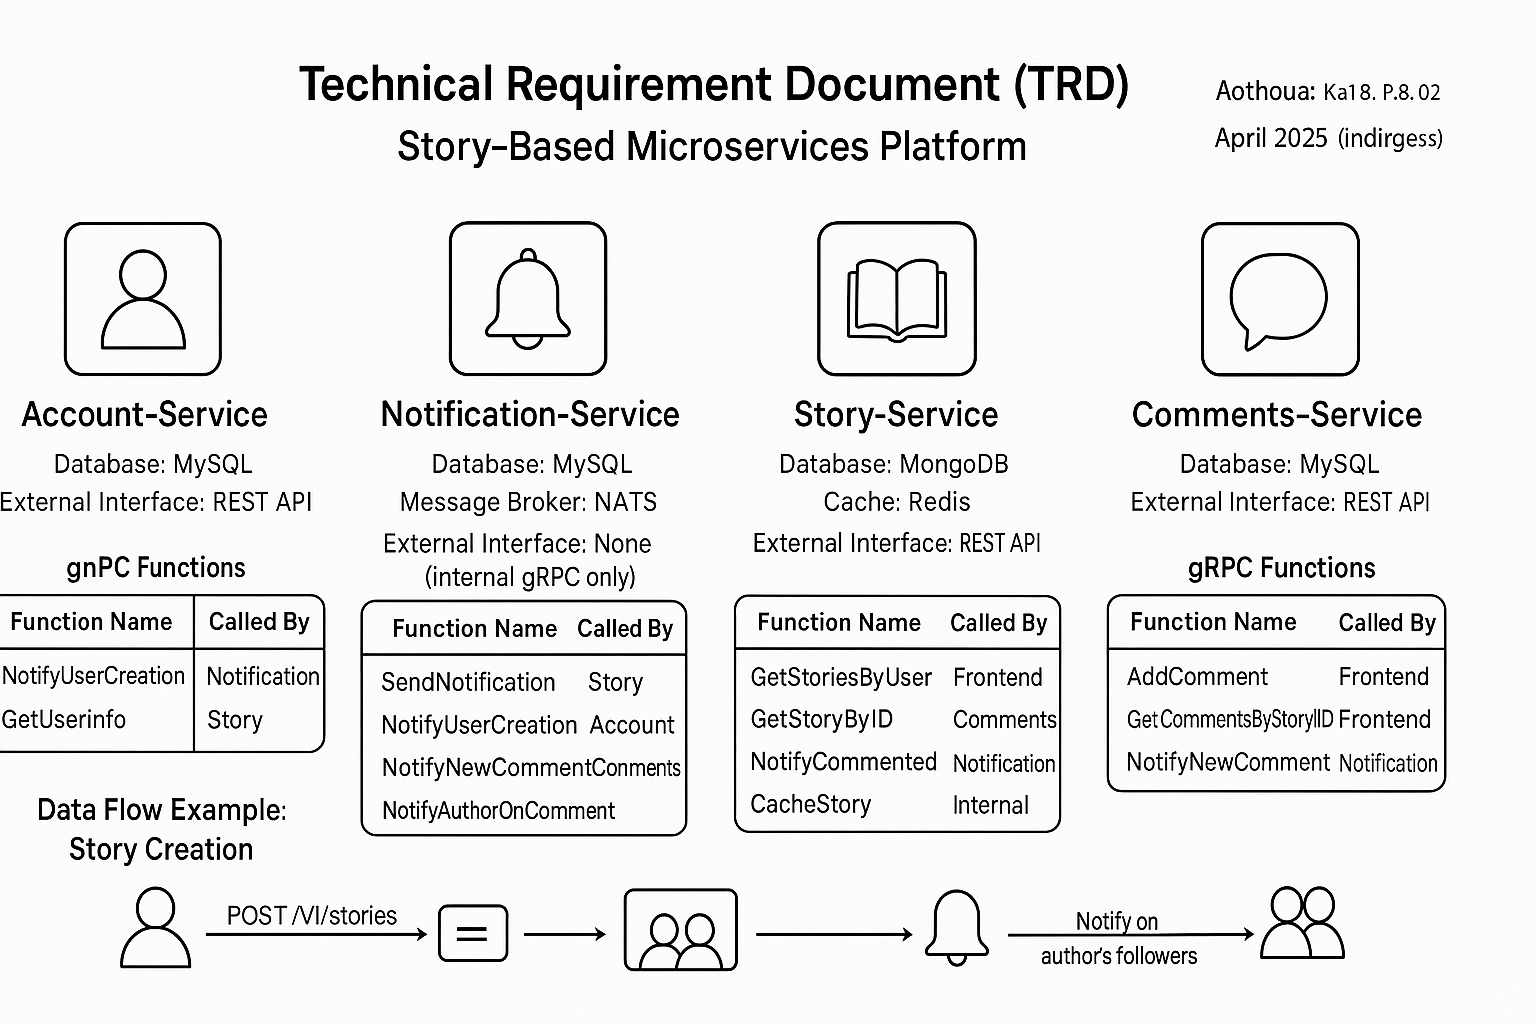 Technical Requirement Document (TRD)
Story-Based Microservices Platform
Aothoua: Ka18. P.8.02
April 2025 (indirgess)
Account-Service
Database: MySQL
External Interface: REST API
gnPC Functions
Function Name Called By
NotifyUserCreation Notification
GetUserinfo Story
Notification-Service
Database: MySQL
Message Broker: NATS
External Interface: None
(internal gRPC only)
Function Name Called By
SendNotification Story
NotifyUserCreation Account
NotifyNewComment Conments
NotifyAuthorOnComment
Story-Service
Database: MongoDB
Cache: Redis
External Interface: REST API
Function Name Called By
GetStoriesByUser Frontend
GetStoryByID Comments
NotifyCommented Notification
CacheStory Internal
Comments-Service
Database: MySQL
External Interface: REST API
gRPC Functions
Function Name Called By
AddComment Frontend
GetCommentsByStoryIID Frontend
NotifyNewComment Notification
Data Flow Example:
Story Creation
POST /VI/stories
Notify on
author's followers